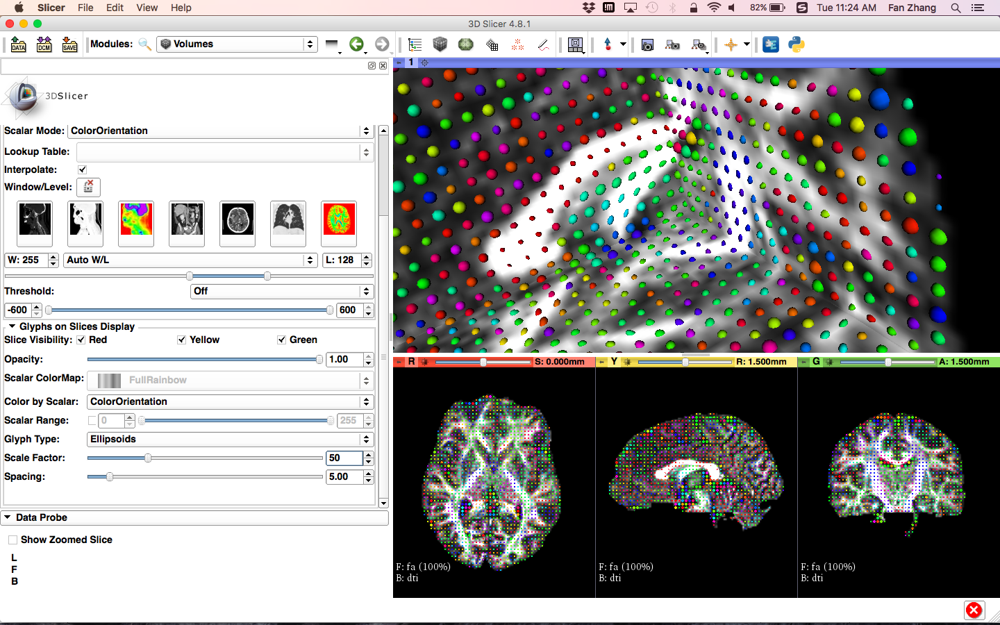 Slicer File Edit View Help 82% S Tue 11:24 AM Fan Zhang
3D Slicer 4.8.1
DATA DCM SAVE Modules: Volumes
1
3DSlicer
Scalar Mode: ColorOrientation
Lookup Table:
Interpolate:
Window/Level:
W: 255 Auto W/L L: 128
Threshold: Off
-600 600
Glyphs on Slices Display
Slice Visibility: Red Yellow Green
Opacity: 1.00
Scalar ColorMap: FullRainbow
Color by Scalar: ColorOrientation
Scalar Range: 0 255
Glyph Type: Ellipsoids
Scale Factor: 50
Spacing: 5.00
Data Probe
Show Zoomed Slice
L
F
B
R S: 0.000mm Y R: 1.500mm G A: 1.500mm
F: fa (100%) F: fa (100%) F: fa (100%)
B: dti B: dti B: dti